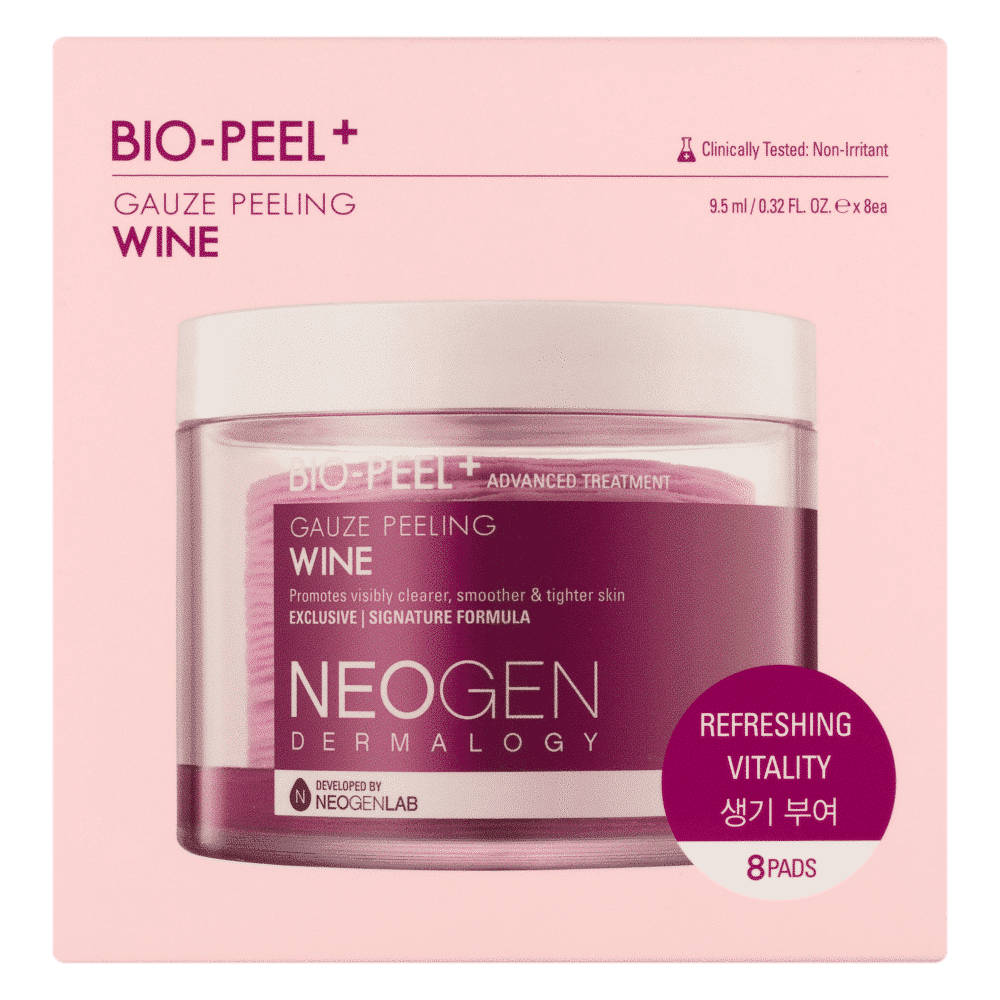 BIO-PEEL+
Clinically Tested: Non-Irritant
GAUZE PEELING
9.5 ml / 0.32 FL. OZ. ℮ x 8ea
WINE
BIO-PEEL+ ADVANCED TREATMENT
GAUZE PEELING
WINE
Promotes visibly clearer, smoother & tighter skin
EXCLUSIVE | SIGNATURE FORMULA
NEOGEN
DERMALOGY
N
DEVELOPED BY
NEOGENLAB
REFRESHING
VITALITY
생기 부여
8PADS